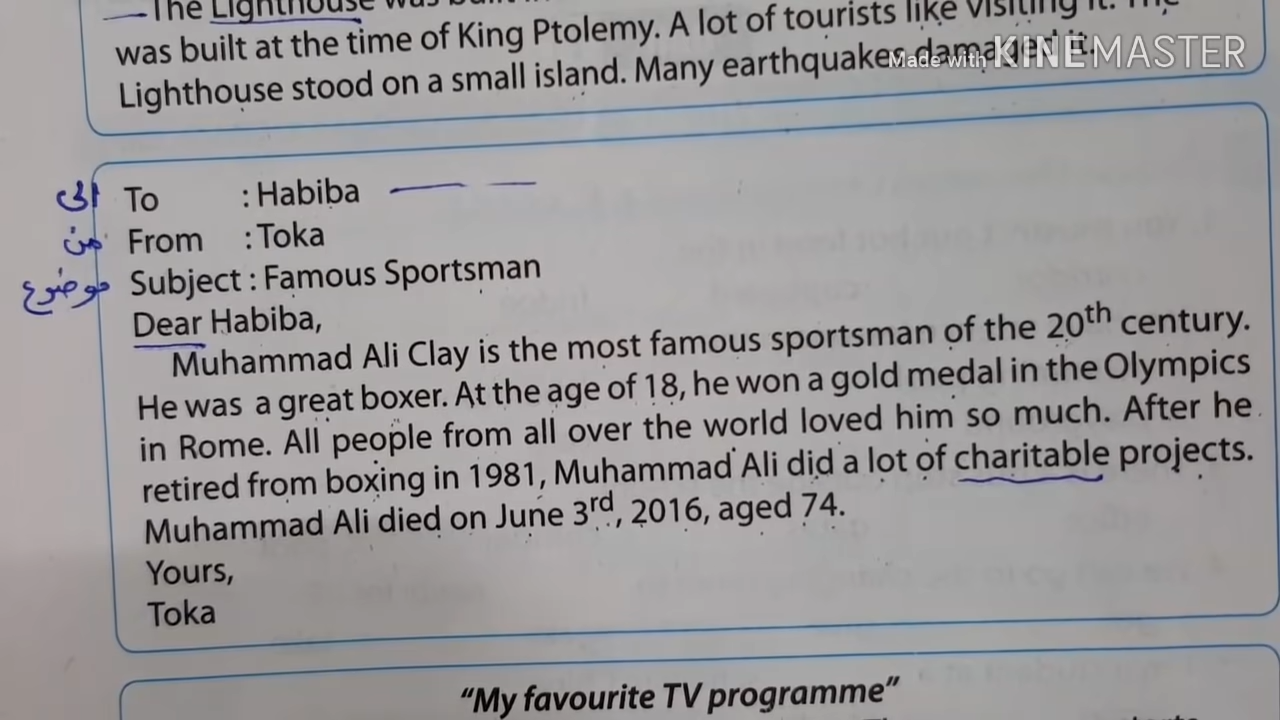 The Lighthouse was built
was built at the time of King Ptolemy. A lot of tourists like visiting it. The
Lighthouse stood on a small island. Many earthquakes damaged it.
Made with KINEMASTER
الى To : Habiba
من From : Toka
موضوع Subject : Famous Sportsman
Dear Habiba,
Muhammad Ali Clay is the most famous sportsman of the 20th century.
He was a great boxer. At the age of 18, he won a gold medal in the Olympics
in Rome. All people from all over the world loved him so much. After he
retired from boxing in 1981, Muhammad Ali did a lot of charitable projects.
Muhammad Ali died on June 3rd, 2016, aged 74.
Yours,
Toka
"My favourite TV programme"